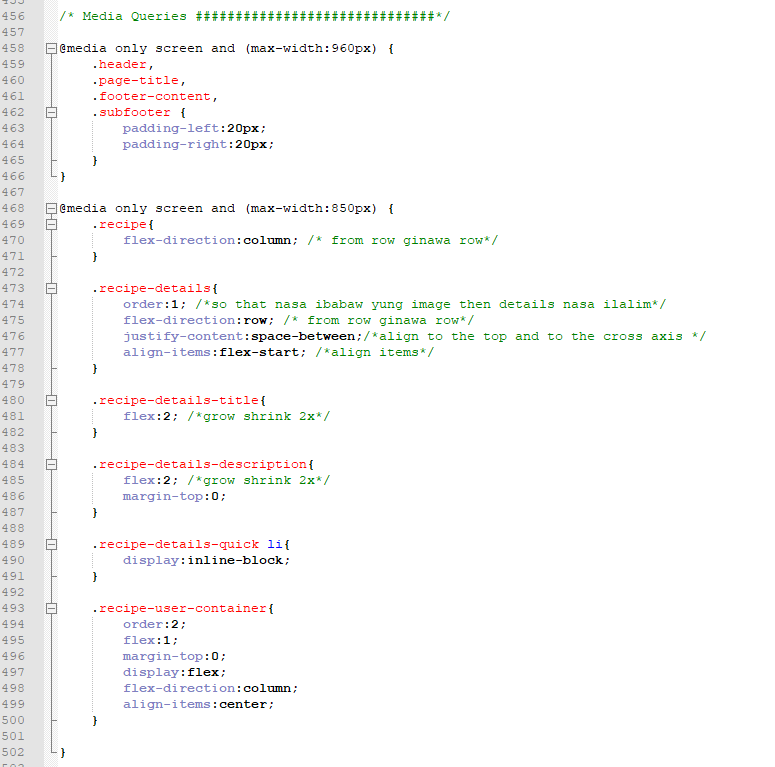 456 /* Media Queries ##############################*/
457
458 @media only screen and (max-width:960px) {
459 .header,
460 .page-title,
461 .footer-content,
462 .subfooter {
463 padding-left:20px;
464 padding-right:20px;
465 }
466 }
467
468 @media only screen and (max-width:850px) {
469 .recipe{
470 flex-direction:column; /* from row ginawa row*/
471 }
472
473 .recipe-details{
474 order:1; /*so that nasa ibabaw yung image then details nasa ilalim*/
475 flex-direction:row; /* from row ginawa row*/
476 justify-content:space-between;/*align to the top and to the cross axis */
477 align-items:flex-start; /*align items*/
478 }
479
480 .recipe-details-title{
481 flex:2; /*grow shrink 2x*/
482 }
483
484 .recipe-details-description{
485 flex:2; /*grow shrink 2x*/
486 margin-top:0;
487 }
488
489 .recipe-details-quick li{
490 display:inline-block;
491 }
492
493 .recipe-user-container{
494 order:2;
495 flex:1;
496 margin-top:0;
497 display:flex;
498 flex-direction:column;
499 align-items:center;
500 }
501
502 }